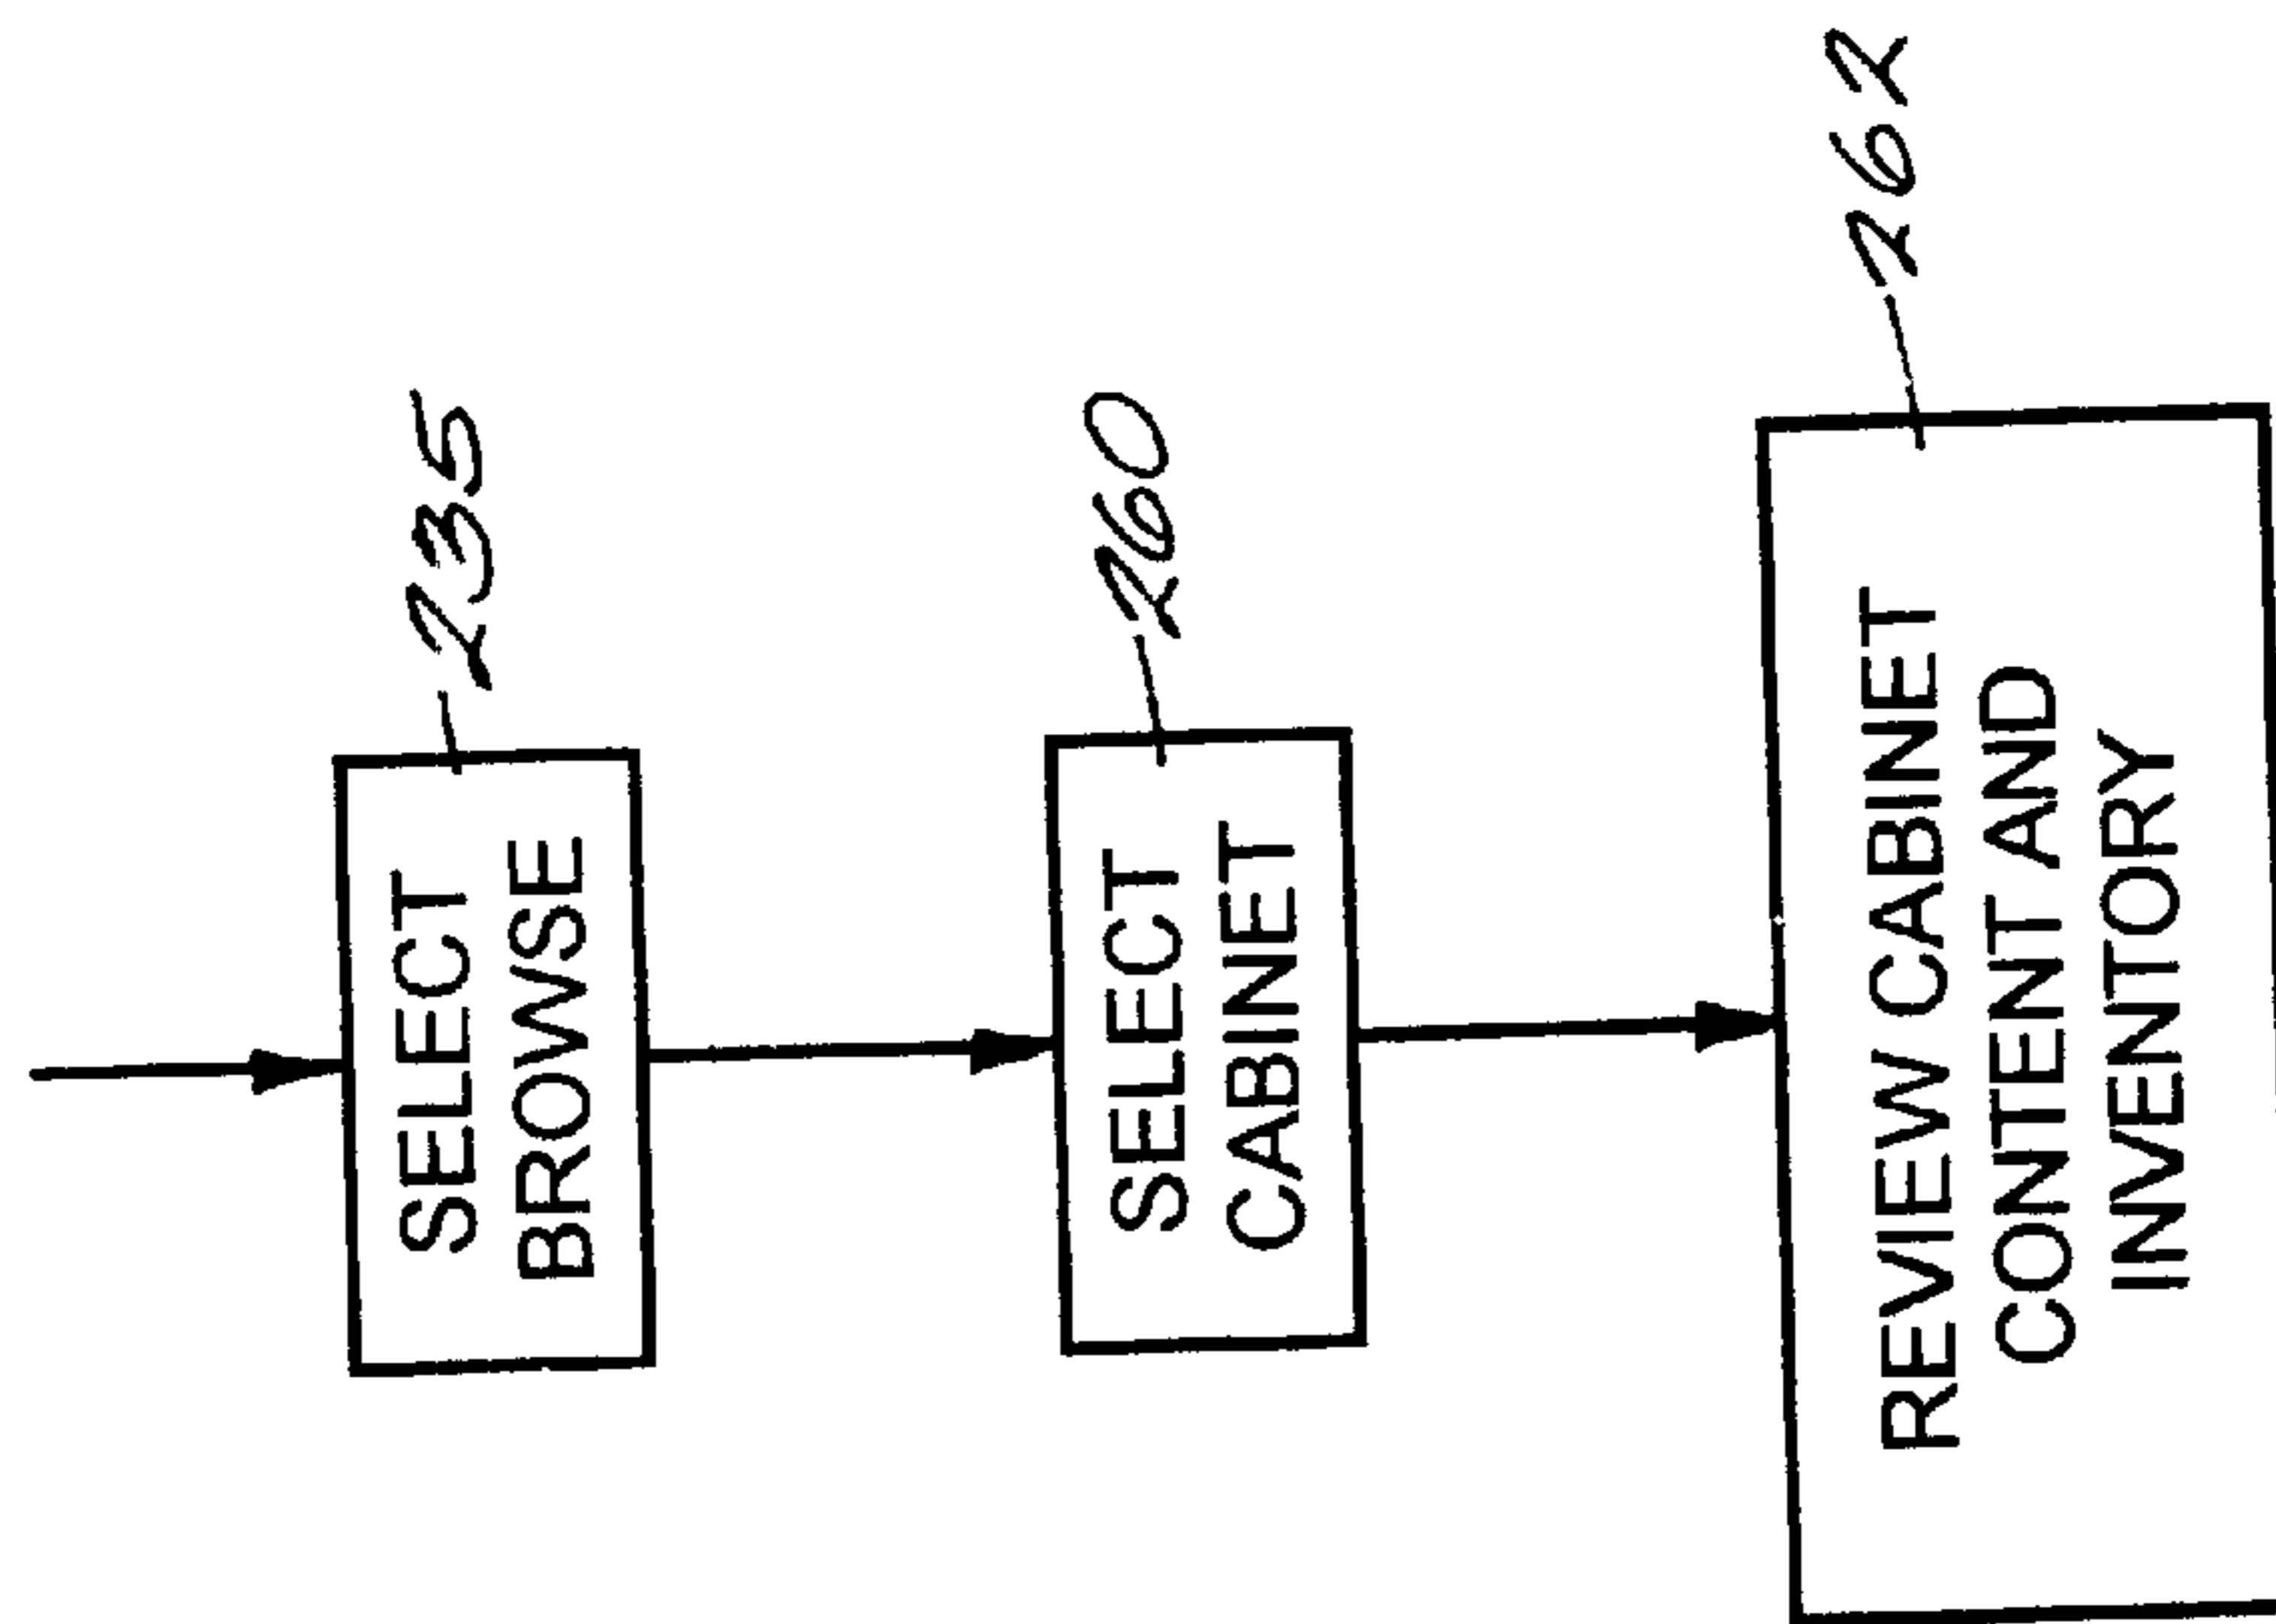 235
SELECT
BROWSE
260
SELECT
CABINET
262
REVIEW CABINET
CONTENT AND
INVENTORY